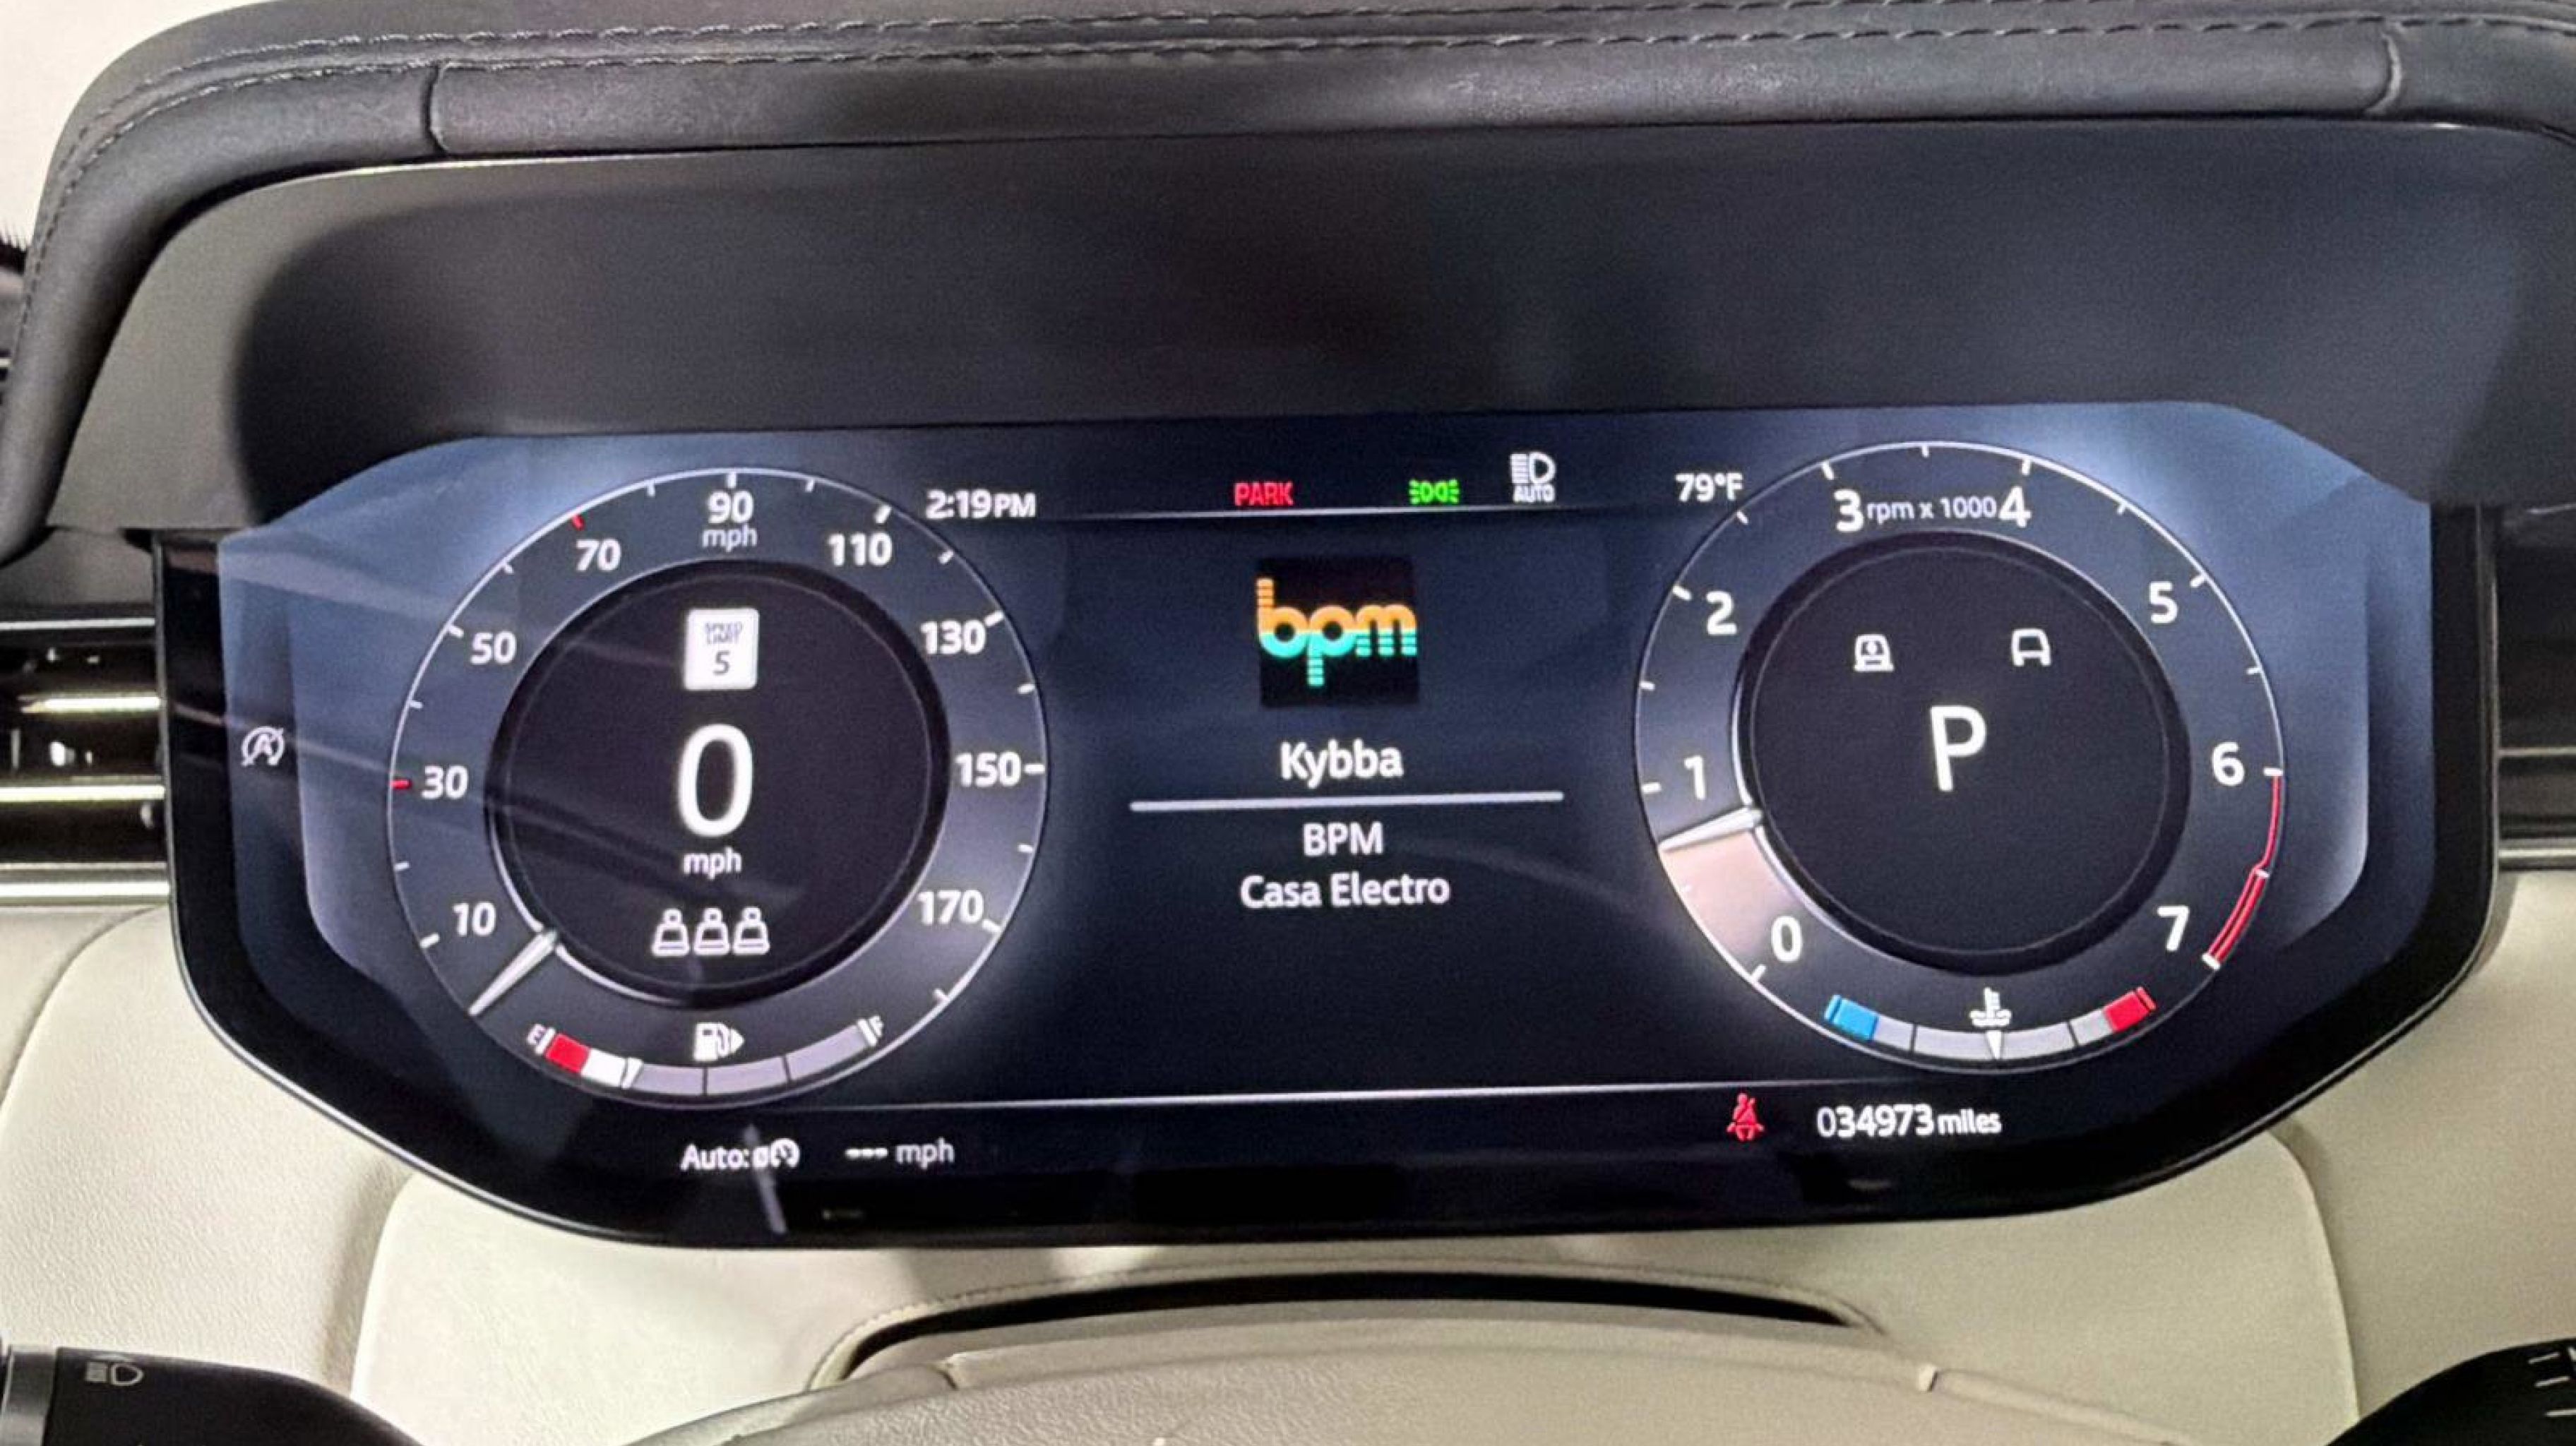 2:19PM
PARK
AUTO
79°F
90
mph
70
110
50
130
30
150
10
170
SPEED
LIMIT
5
0
mph
E
F
bpm
Kybba
BPM
Casa Electro
3 rpm x 1000 4
2
5
1
6
0
7
P
A
Auto:
--- mph
034973 miles